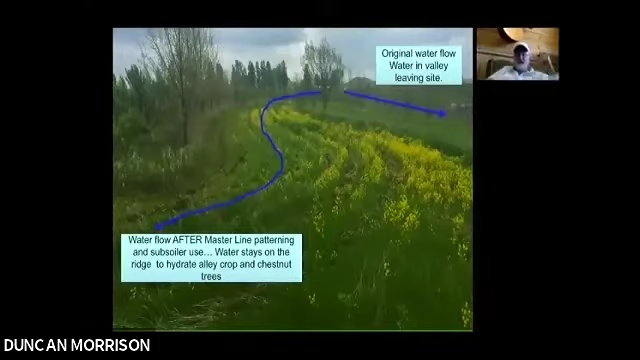 Original water flow
Water in valley
leaving site.
Water flow AFTER Master Line patterning
and subsoiler use... Water stays on the
ridge to hydrate alley crop and chestnut
trees
DUNCAN MORRISON